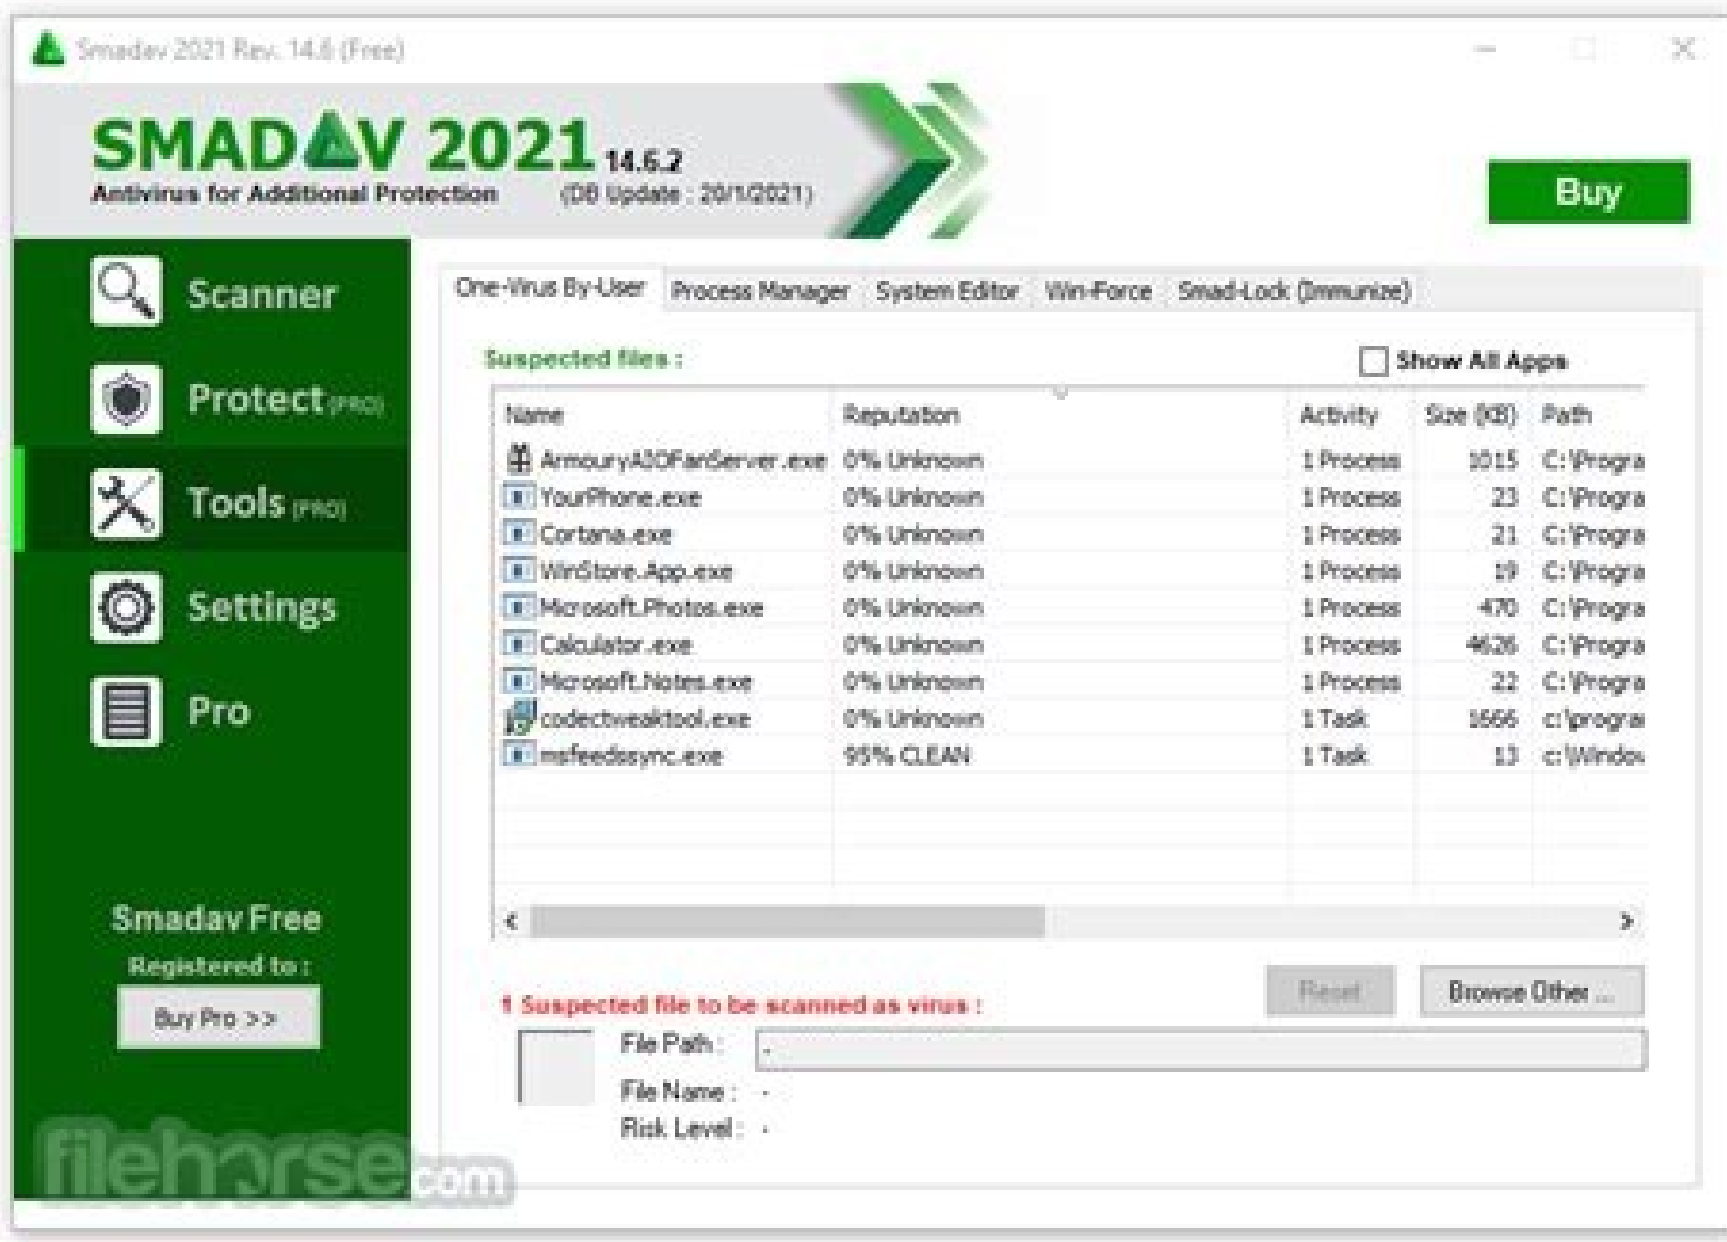 Smadav 2021 Rev. 14.6 (Free)
SMADAV 2021 14.6.2
Antivirus for Additional Protection (DB Update : 20/1/2021)
Buy
Scanner
Protect (PRO)
Tools (PRO)
Settings
Pro
Smadav Free
Registered to :
Buy Pro >>
One-Virus By-User Process Manager System Editor Win-Force Smad-Lock (Immunize)
Suspected files : Show All Apps
Name Reputation Activity Size (KB) Path
ArmouryAIOFanServer.exe 0% Unknown 1 Process 1015 C:\Progra
YourPhone.exe 0% Unknown 1 Process 23 C:\Progra
Cortana.exe 0% Unknown 1 Process 21 C:\Progra
WinStore.App.exe 0% Unknown 1 Process 19 C:\Progra
Microsoft.Photos.exe 0% Unknown 1 Process 470 C:\Progra
Calculator.exe 0% Unknown 1 Process 4626 C:\Progra
Microsoft.Notes.exe 0% Unknown 1 Process 22 C:\Progra
codectweaktool.exe 0% Unknown 1 Task 1666 c:\progra
msfeedssync.exe 95% CLEAN 1 Task 13 c:\Window
1 Suspected file to be scanned as virus : Reset Browse Other ...
File Path : -
File Name : -
Risk Level : -
filehorse.com